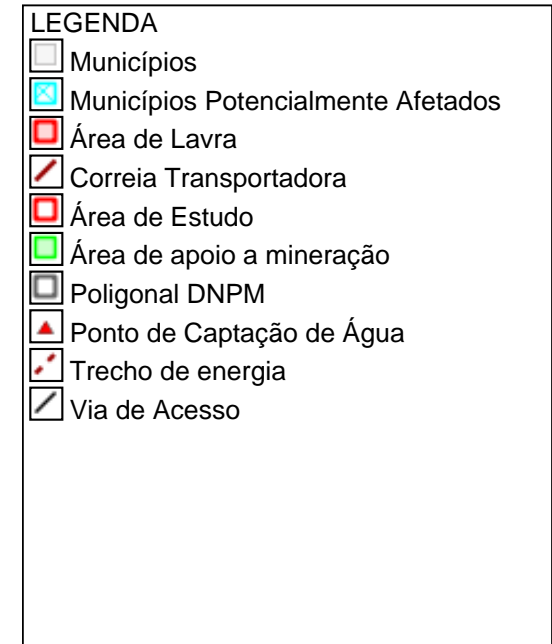 LEGENDA
Municípios
Municípios Potencialmente Afetados
Área de Lavra
Correia Transportadora
Área de Estudo
Área de apoio a mineração
Poligonal DNPM
Ponto de Captação de Água
Trecho de energia
Via de Acesso